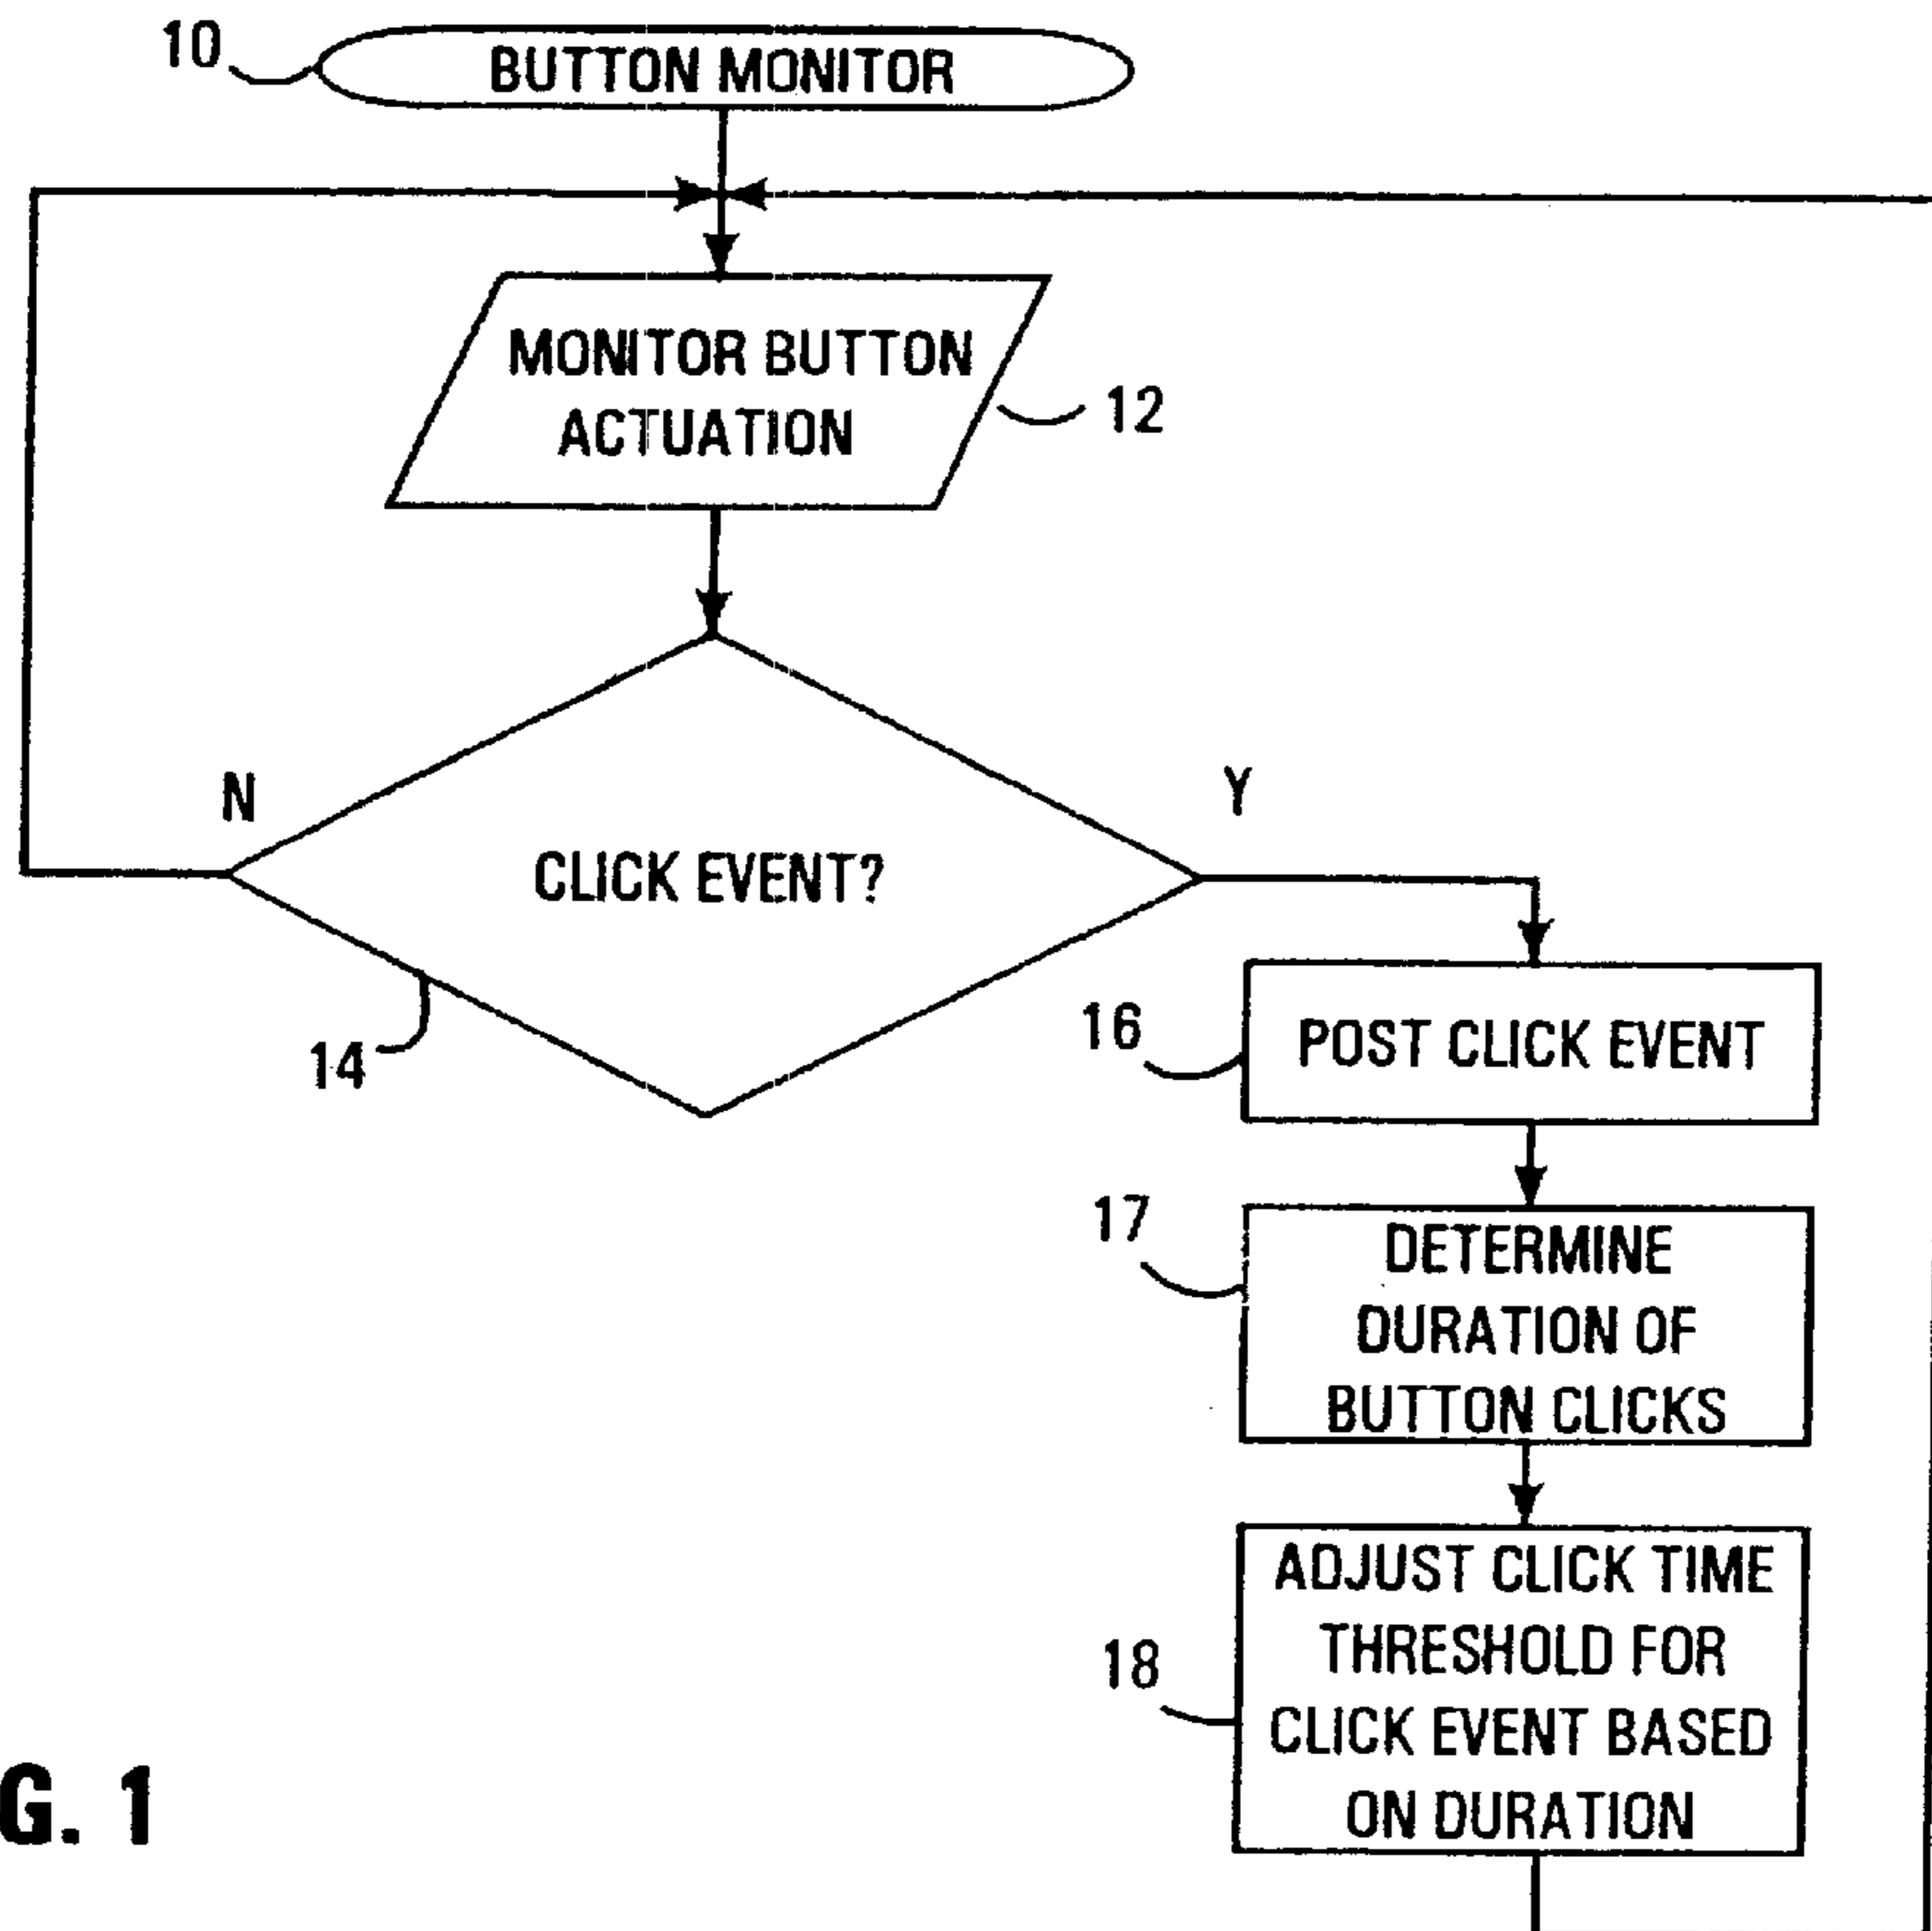 10
BUTTON MONITOR
MONITOR BUTTON
ACTUATION
12
N
Y
CLICK EVENT?
14
16
POST CLICK EVENT
17
DETERMINE
DURATION OF
BUTTON CLICKS
18
ADJUST CLICK TIME
THRESHOLD FOR
CLICK EVENT BASED
ON DURATION
G. 1